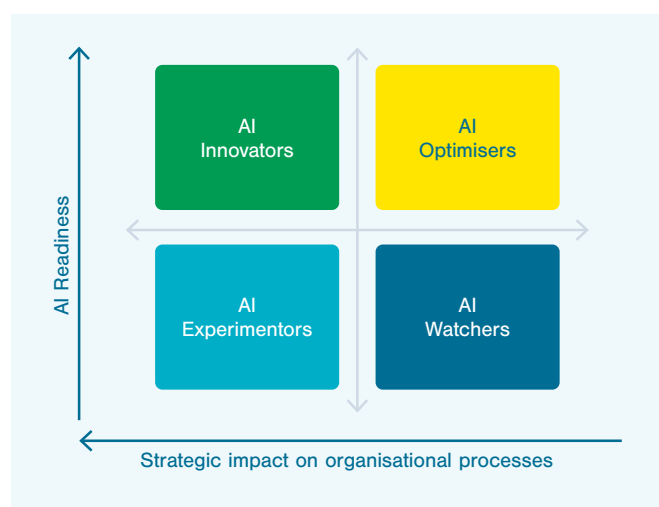 AI
Innovators
AI
Optimisers
AI Readiness
AI
Experimentors
AI
Watchers
Strategic impact on organisational processes